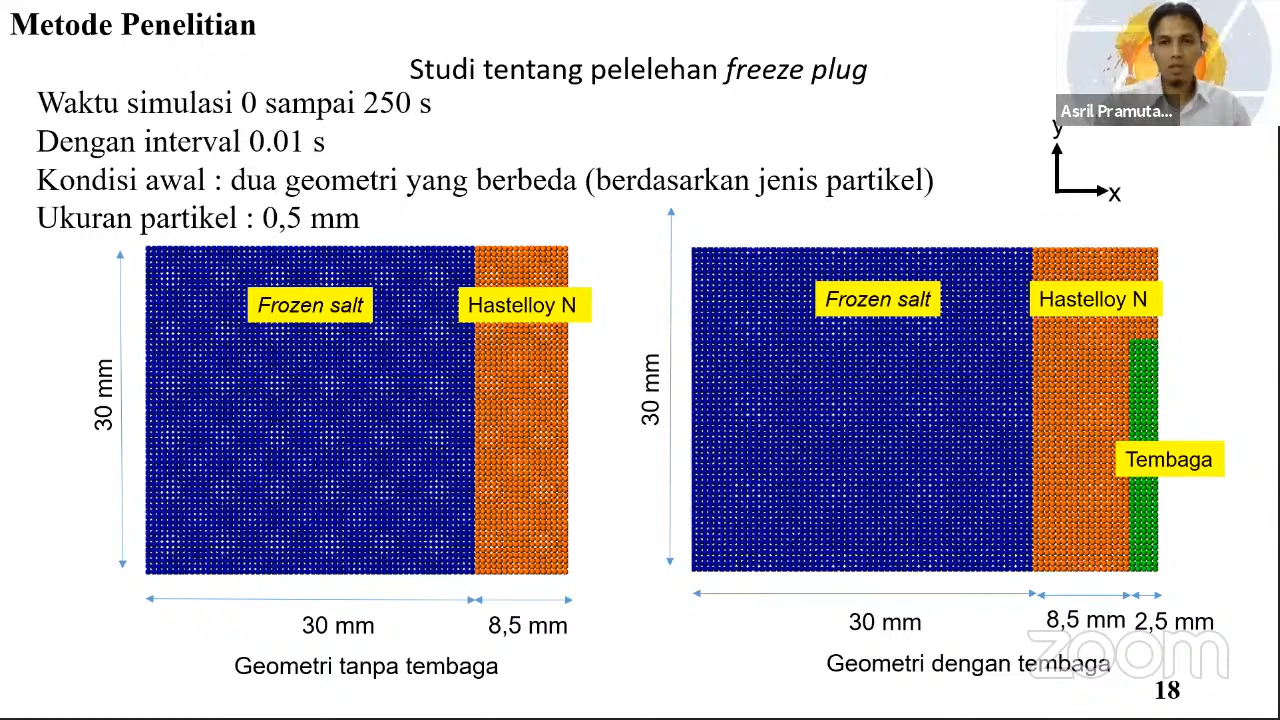 Metode Penelitian
Studi tentang pelelehan freeze plug
Waktu simulasi 0 sampai 250 s
Dengan interval 0.01 s
Kondisi awal : dua geometri yang berbeda (berdasarkan jenis partikel)
Ukuran partikel : 0,5 mm
Asril Pramuta...
y
x
Frozen salt
Hastelloy N
30 mm
30 mm
8,5 mm
Geometri tanpa tembaga
Frozen salt
Hastelloy N
Tembaga
30 mm
30 mm
8,5 mm
2,5 mm
Geometri dengan tembaga
zoom
18